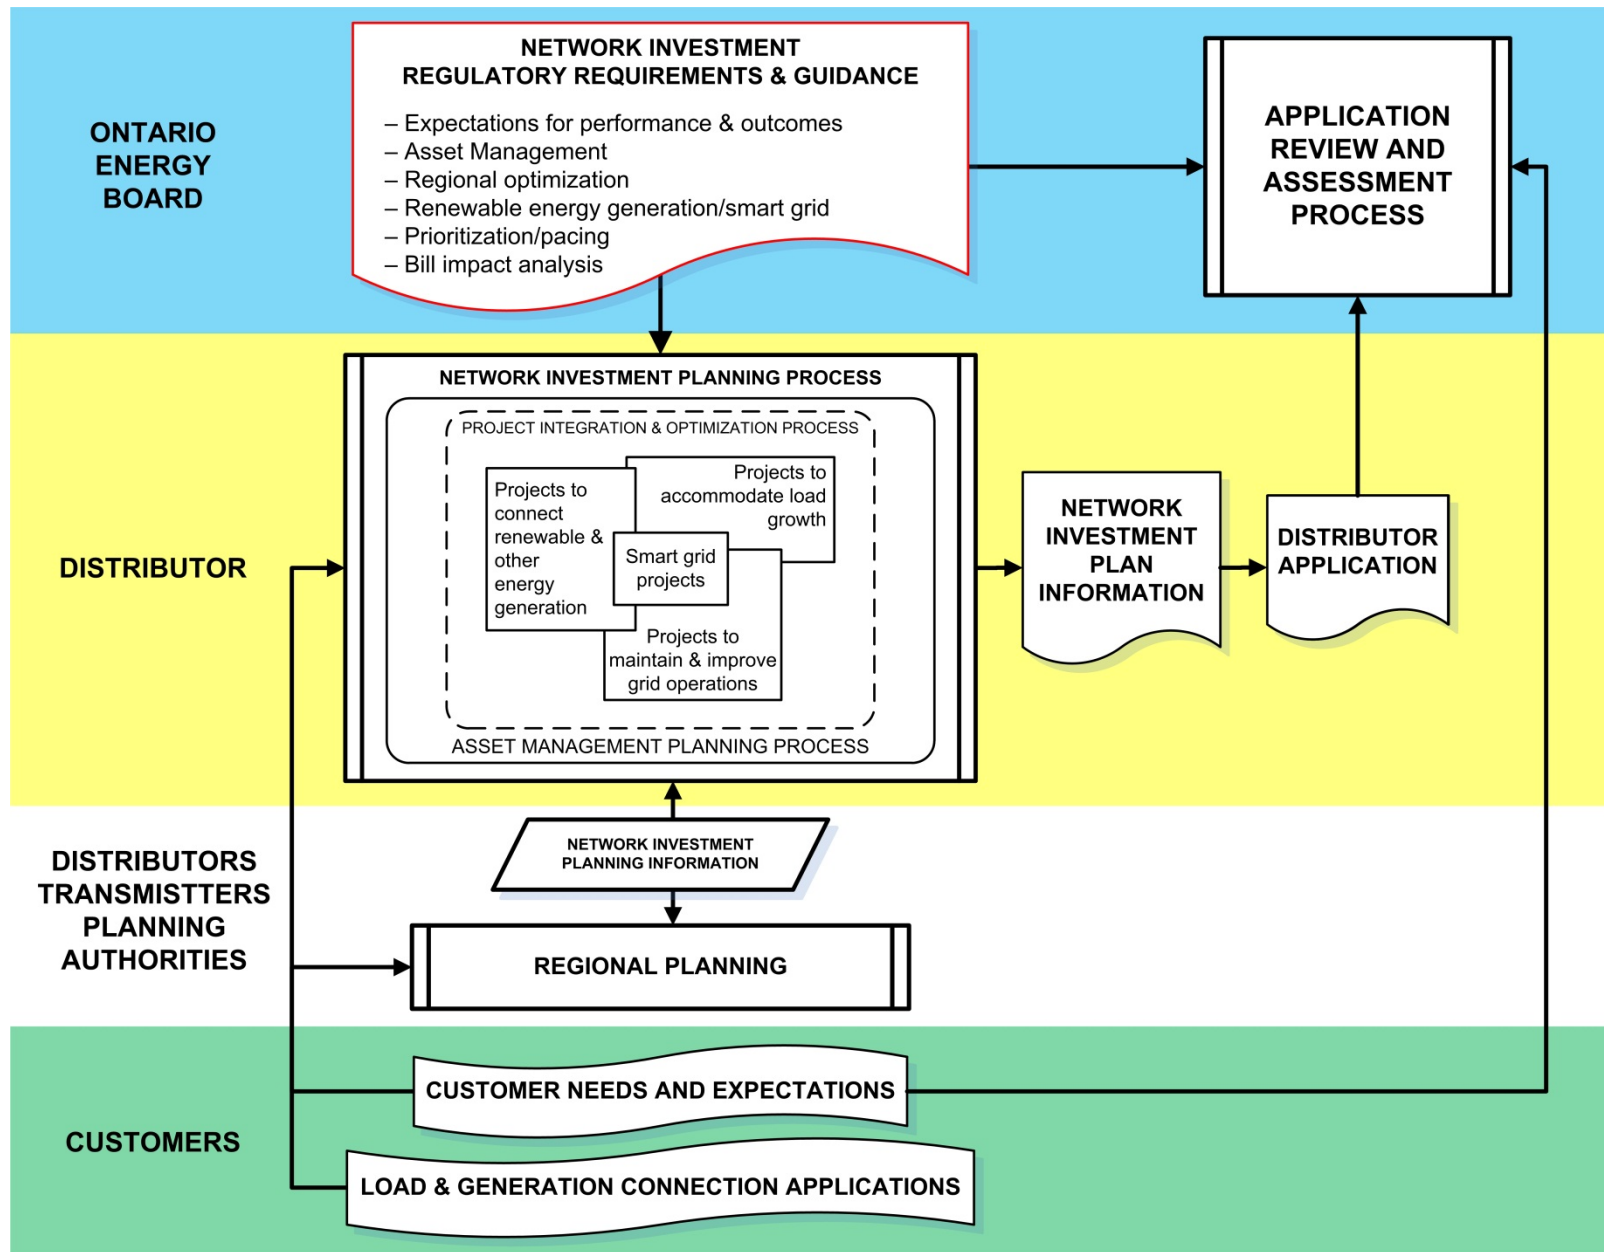 NETWORK INVESTMENT
REGULATORY REQUIREMENTS & GUIDANCE
– Expectations for performance & outcomes
– Asset Management
– Regional optimization
– Renewable energy generation/smart grid
– Prioritization/pacing
– Bill impact analysis
APPLICATION
REVIEW AND
ASSESSMENT
PROCESS
ONTARIO
ENERGY
BOARD
NETWORK INVESTMENT PLANNING PROCESS
PROJECT INTEGRATION & OPTIMIZATION PROCESS
Projects to
connect
renewable &
other
energy
generation
Projects to
accommodate load
growth
Smart grid
projects
Projects to
maintain & improve
grid operations
ASSET MANAGEMENT PLANNING PROCESS
NETWORK
INVESTMENT
PLAN
INFORMATION
DISTRIBUTOR
APPLICATION
DISTRIBUTOR
DISTRIBUTORS
TRANSMISTTERS
PLANNING
AUTHORITIES
NETWORK INVESTMENT
PLANNING INFORMATION
REGIONAL PLANNING
CUSTOMERS
CUSTOMER NEEDS AND EXPECTATIONS
LOAD & GENERATION CONNECTION APPLICATIONS